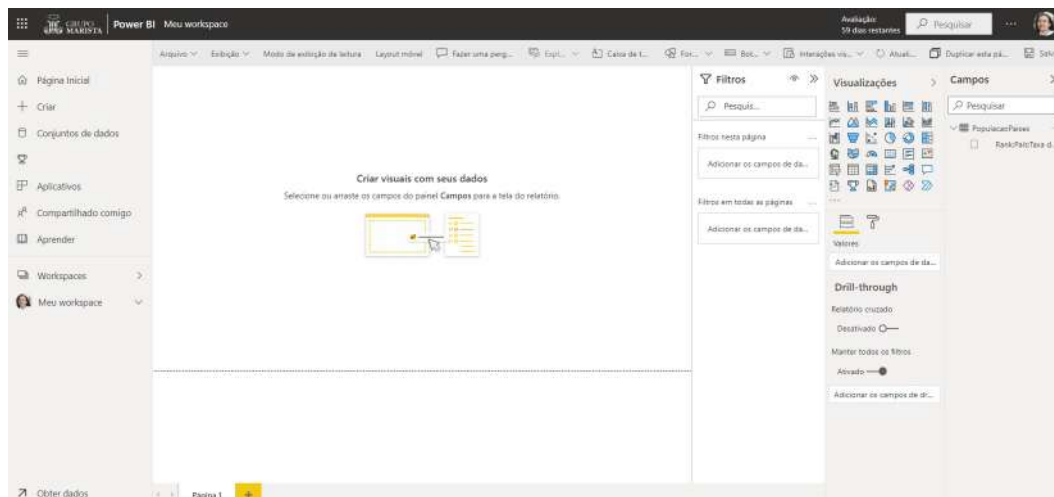 GRUPO MARISTA
Power BI Meu workspace
Avaliação:
59 dias restantes
Pesquisar
Arquivo
Exibição
Modo de exibição de leitura
Layout móvel
Fazer uma perg...
Expl...
Caixa de t...
For...
Bot...
Interações vis...
Atuali...
Duplicar esta pá...
Página Inicial
Criar
Conjuntos de dados
Aplicativos
Compartilhado comigo
Aprender
Workspaces
Meu workspace
Obter dados
Criar visuais com seus dados
Selecione ou arraste os campos do painel Campos para a tela do relatório.
Página 1
Filtros
Pesquis...
Filtros nesta página
Adicionar os campos de da...
Filtros em todas as páginas
Adicionar os campos de da...
Visualizações
Valores
Adicionar os campos de da...
Drill-through
Relatório cruzado
Desativado
Manter todos os filtros
Ativado
Adicionar os campos de dr...
Campos
Pesquisar
PopulacaoPaises